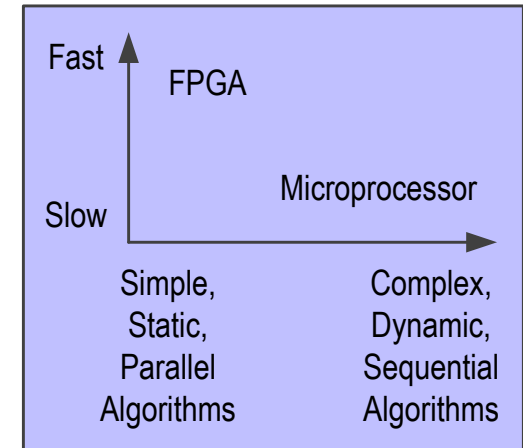 Fast
FPGA
Microprocessor
Slow
Simple,
Static,
Parallel
Algorithms
Complex,
Dynamic,
Sequential
Algorithms